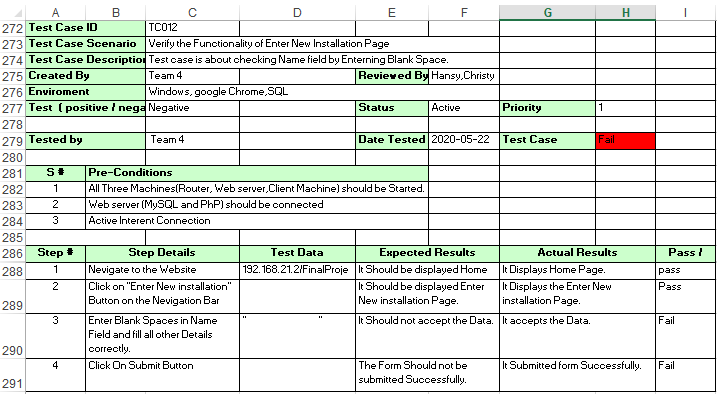 A B C D E F G H I
272 Test Case ID TC012
273 Test Case Scenario Verify the Functionality of Enter New Installation Page
274 Test Case Description Test case is about checking Name field by Enterning Blank Space.
275 Created By Team 4 Reviewed By Hansy,Christy
276 Enviroment Windows, google Chrome,SQL
277 Test ( positive / nega Negative Status Active Priority 1
278
279 Tested by Team 4 Date Tested 2020-05-22 Test Case Fail
280
281 S # Pre-Conditions
282 1 All Three Machines(Router, Web server,Client Machine) should be Started.
283 2 Web server (MySQL and PhP) should be connected
284 3 Active Interent Connection
285
286 Step # Step Details Test Data Expected Results Actual Results Pass /
288 1 Nevigate to the Website 192.168.21.2/FinalProje It Should be displayed Home It Displays Home Page. pass
2 Click on "Enter New installation" It Should be displayed Enter It Displays the Enter New Pass
289 Button on the Nevigation Bar New installation Page. installation Page.
3 Enter Blank Spaces in Name " " It Should not accept the Data. It accepts the Data. Fail
Field and fill all other Details
290 correctly.
4 Click On Submit Button The Form Should not be It Submitted form Successfully. Fail
291 submitted Successfully.